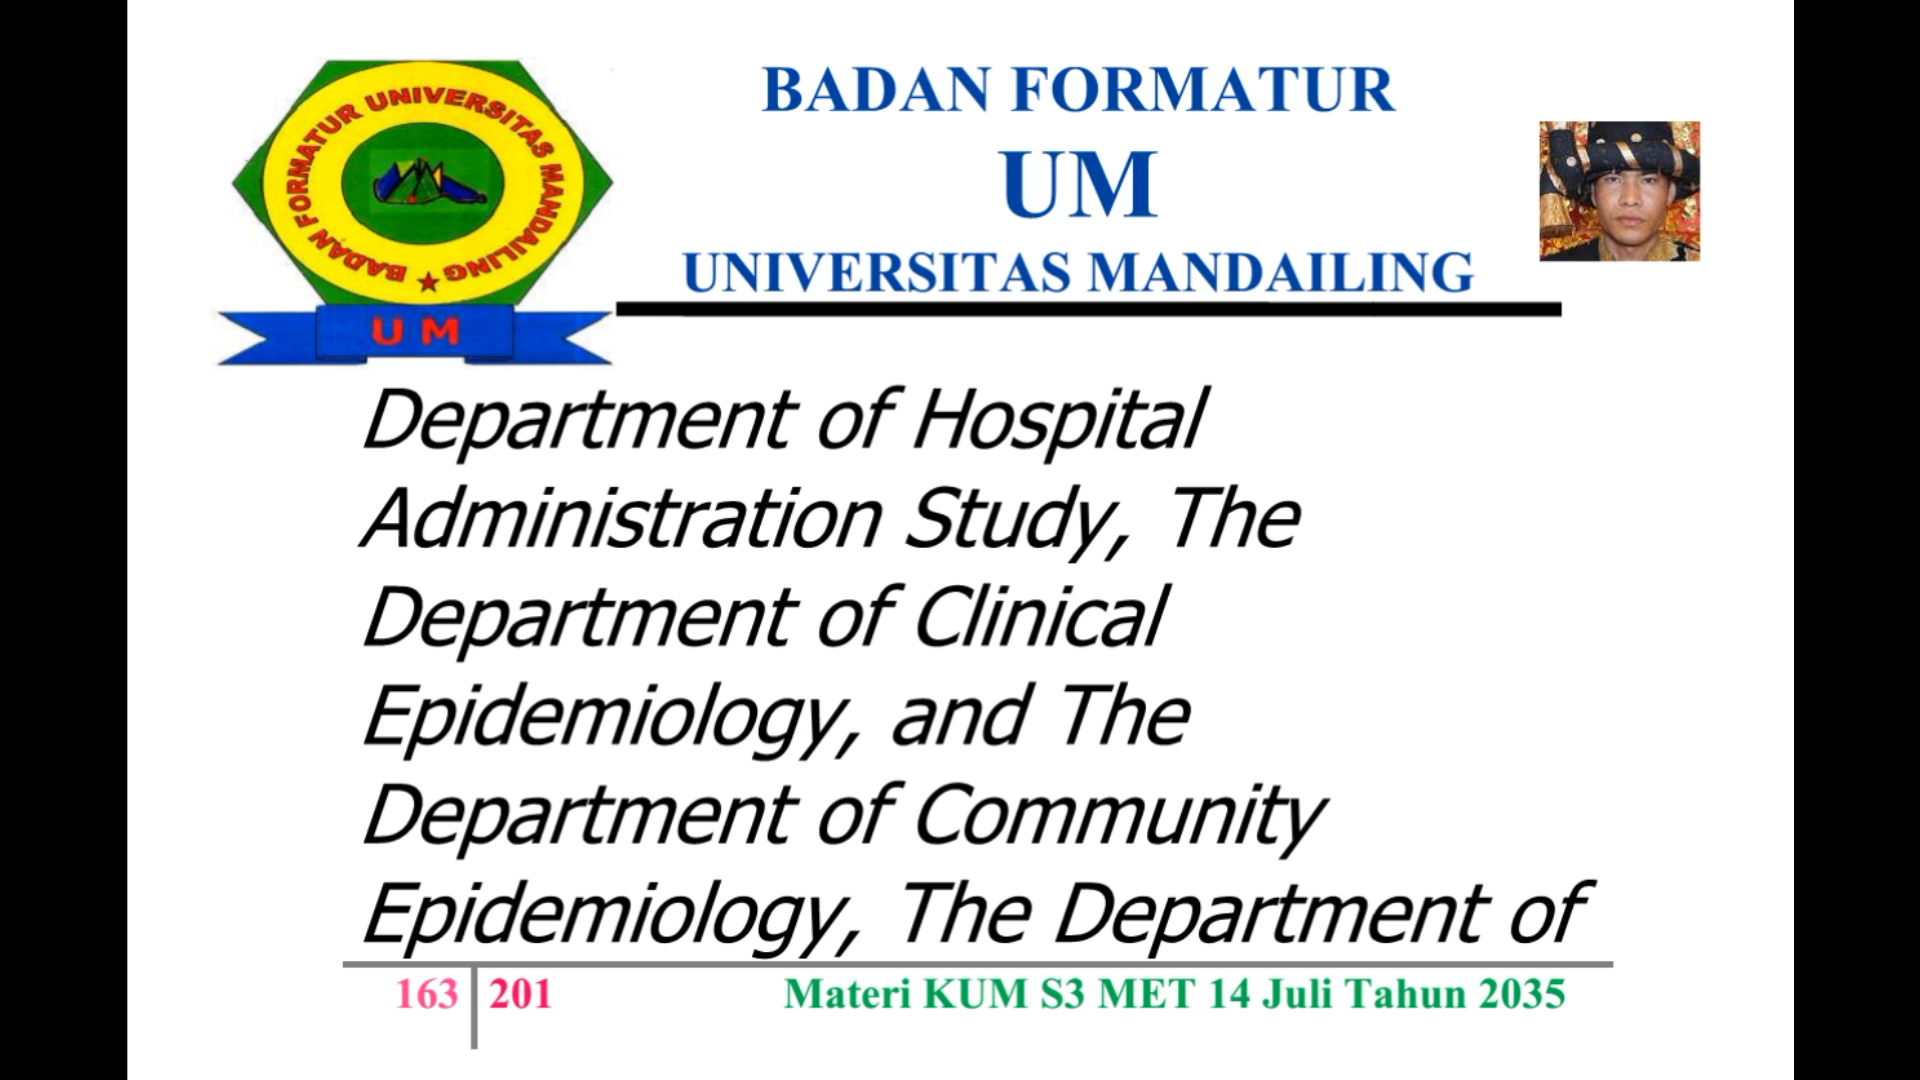 BADAN FORMATUR UNIVERSITAS MANDAILING
U M
BADAN FORMATUR
UM
UNIVERSITAS MANDAILING
Department of Hospital
Administration Study, The
Department of Clinical
Epidemiology, and The
Department of Community
Epidemiology, The Department of
163 201 Materi KUM S3 MET 14 Juli Tahun 2035